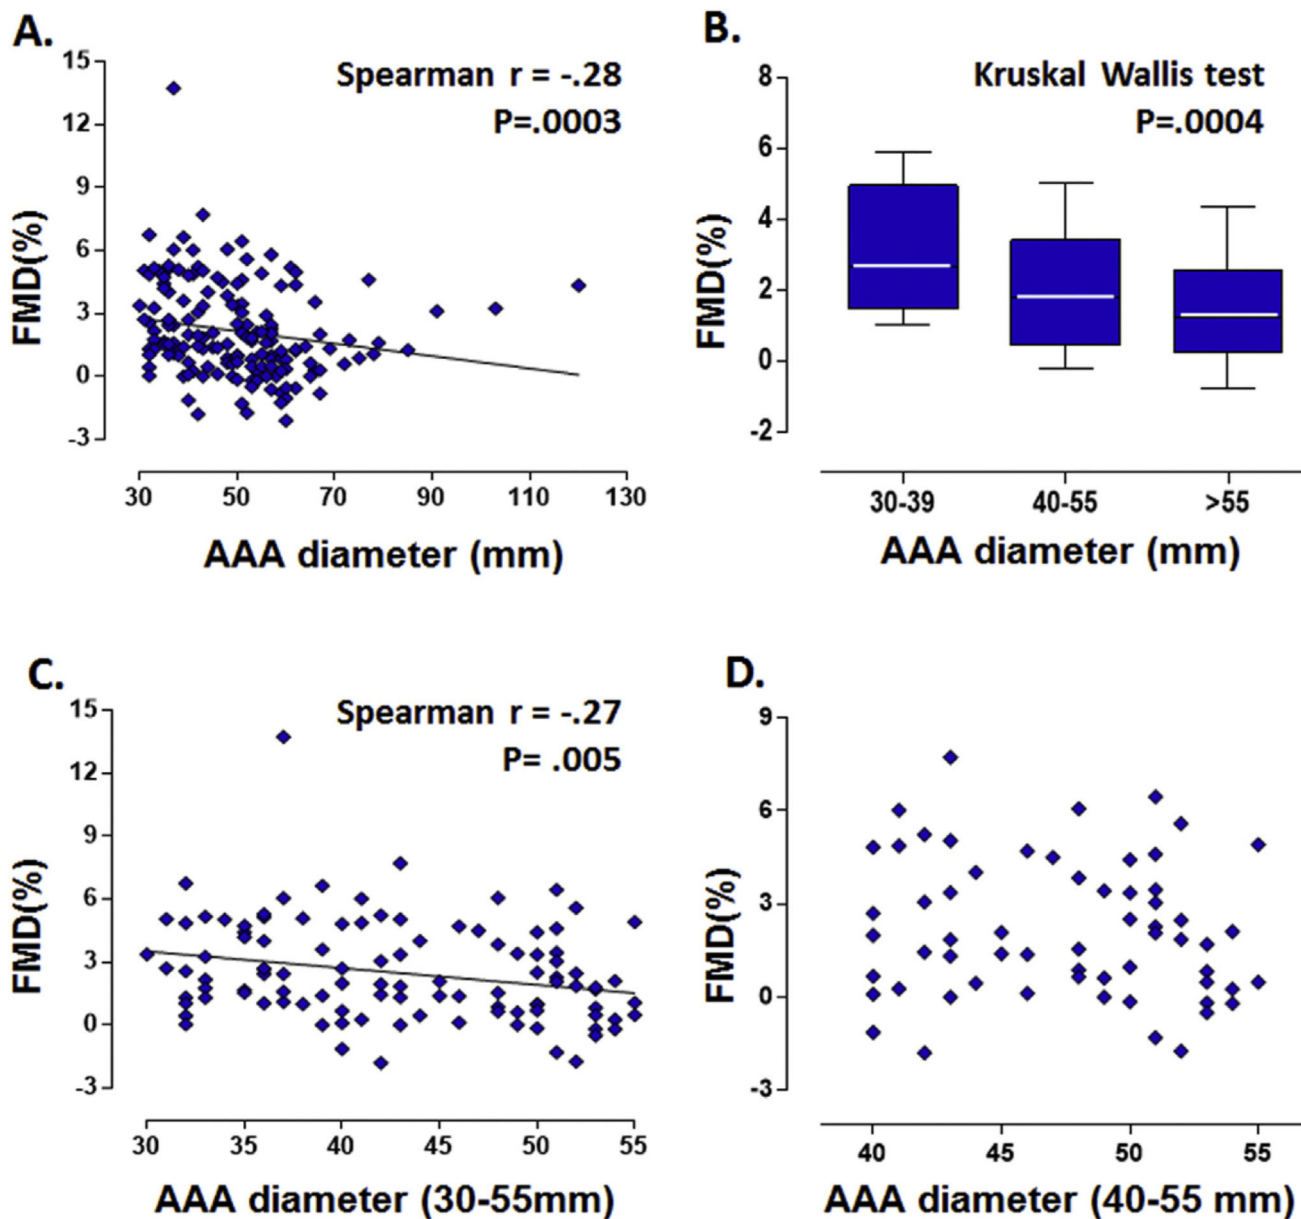 A.
Spearman r = -.28
P=.0003
15
12
9
6
3
0
-3
FMD(%)
30 50 70 90 110 130
AAA diameter (mm)
B.
Kruskal Wallis test
P=.0004
8
6
4
2
0
-2
FMD(%)
30-39 40-55 >55
AAA diameter (mm)
C.
Spearman r = -.27
P= .005
15
12
9
6
3
0
-3
FMD(%)
30 35 40 45 50 55
AAA diameter (30-55mm)
D.
9
6
3
0
-3
FMD(%)
40 45 50 55
AAA diameter (40-55 mm)